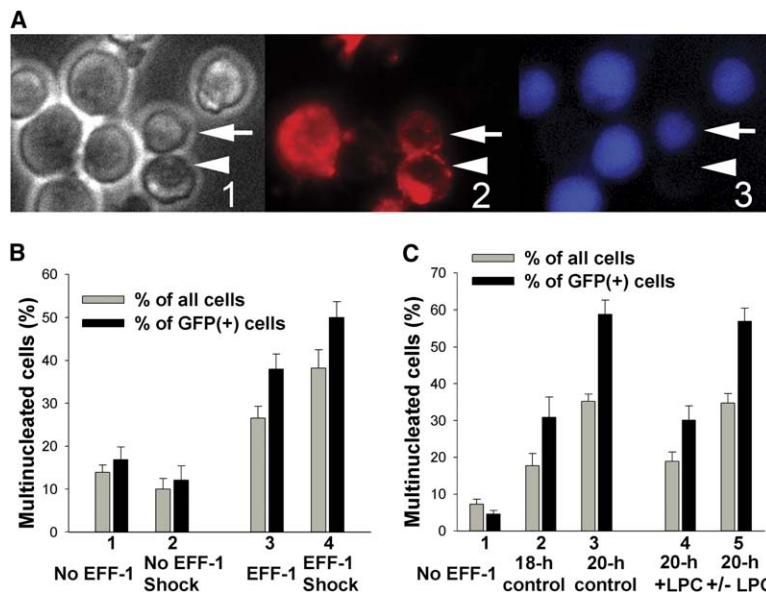 A
1
2
3
B
% of all cells
% of GFP(+) cells
Multinucleated cells (%)
60
50
40
30
20
10
0
1
2
3
4
No EFF-1
No EFF-1
Shock
EFF-1
EFF-1
Shock
C
% of all cells
% of GFP(+) cells
Multinucleated cells (%)
70
60
50
40
30
20
10
0
1
2
3
4
5
No EFF-1
18-h
control
20-h
control
20-h
+LPC
20-h
+/- LPC